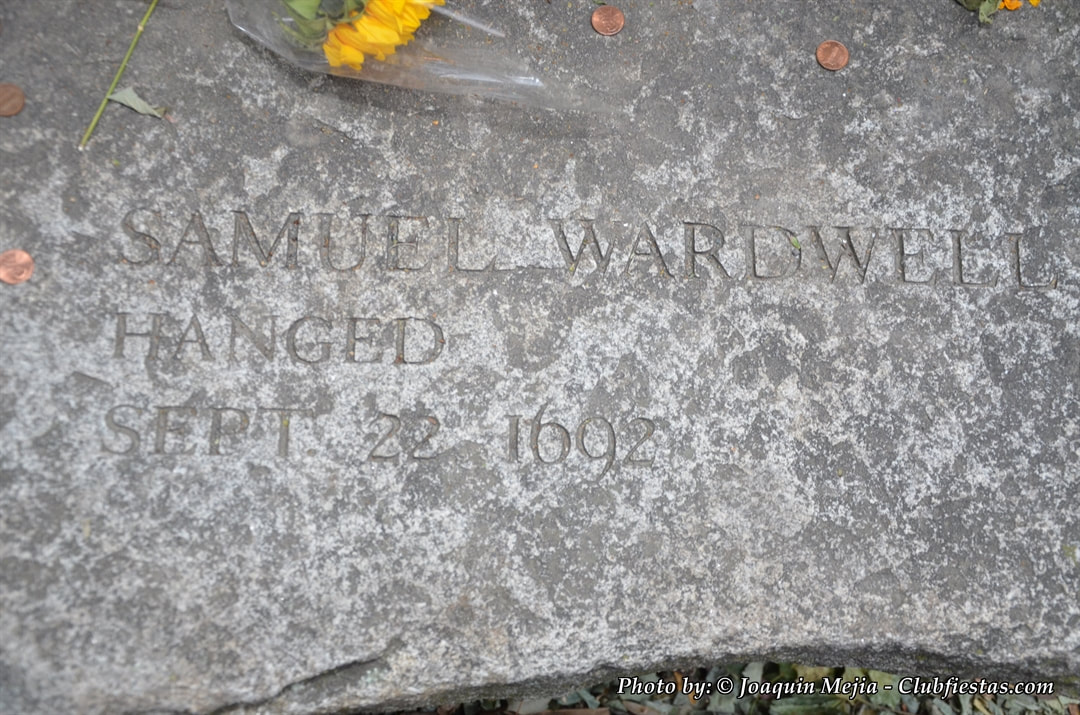 SAMUEL WARDWELL
HANGED
SEPT 22 1692
Photo by: © Joaquin Mejia - Clubfiestas.com